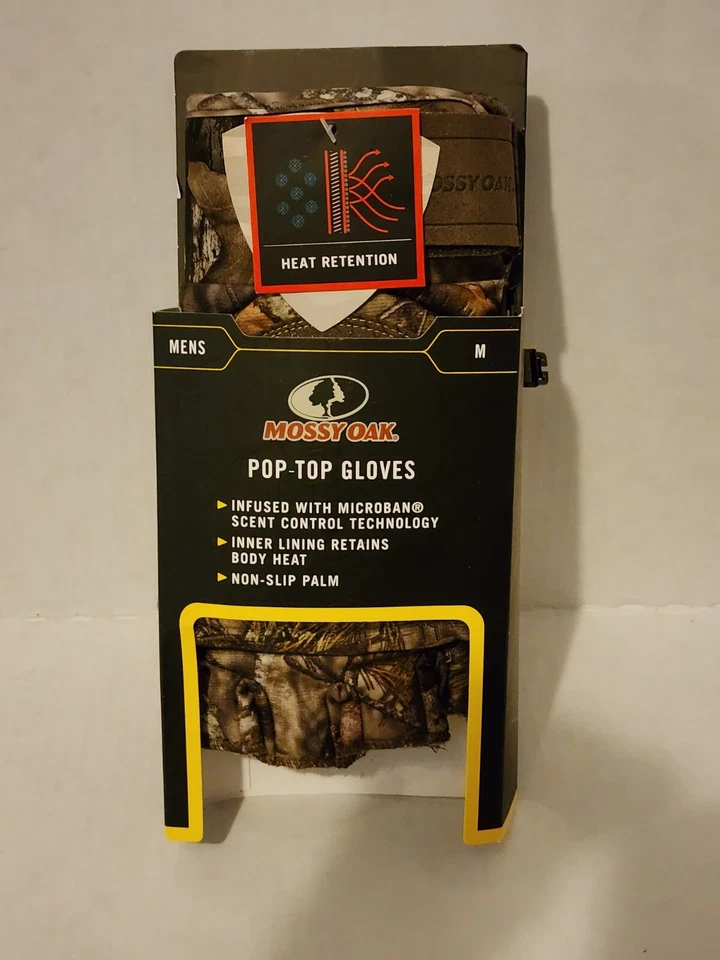 OSSY OAK
HEAT RETENTION
MENS
M
MOSSY OAK®
POP-TOP GLOVES
INFUSED WITH MICROBAN®
SCENT CONTROL TECHNOLOGY
INNER LINING RETAINS
BODY HEAT
NON-SLIP PALM